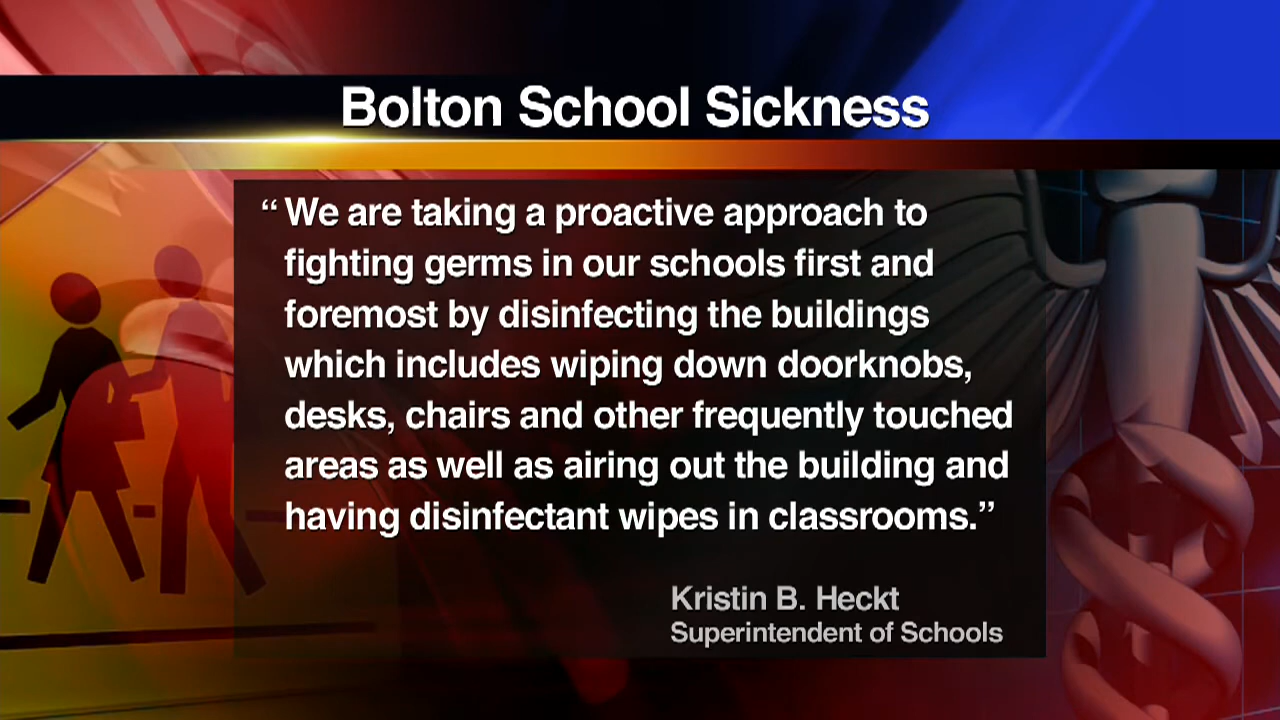 Bolton School Sickness
“ We are taking a proactive approach to
fighting germs in our schools first and
foremost by disinfecting the buildings
which includes wiping down doorknobs,
desks, chairs and other frequently touched
areas as well as airing out the building and
having disinfectant wipes in classrooms.”
Kristin B. Heckt
Superintendent of Schools